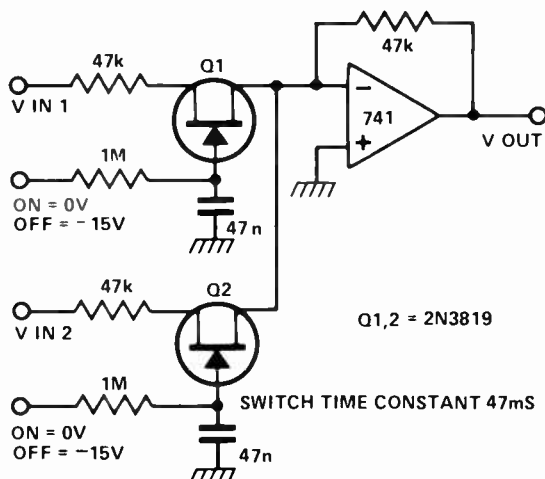 47k
Q1
47k
V IN 1
−
741
+
V OUT
1M
ON = 0V
OFF = −15V
47n
47k
Q2
V IN 2
Q1,2 = 2N3819
1M
SWITCH TIME CONSTANT 47mS
ON = 0V
OFF = −15V
47n